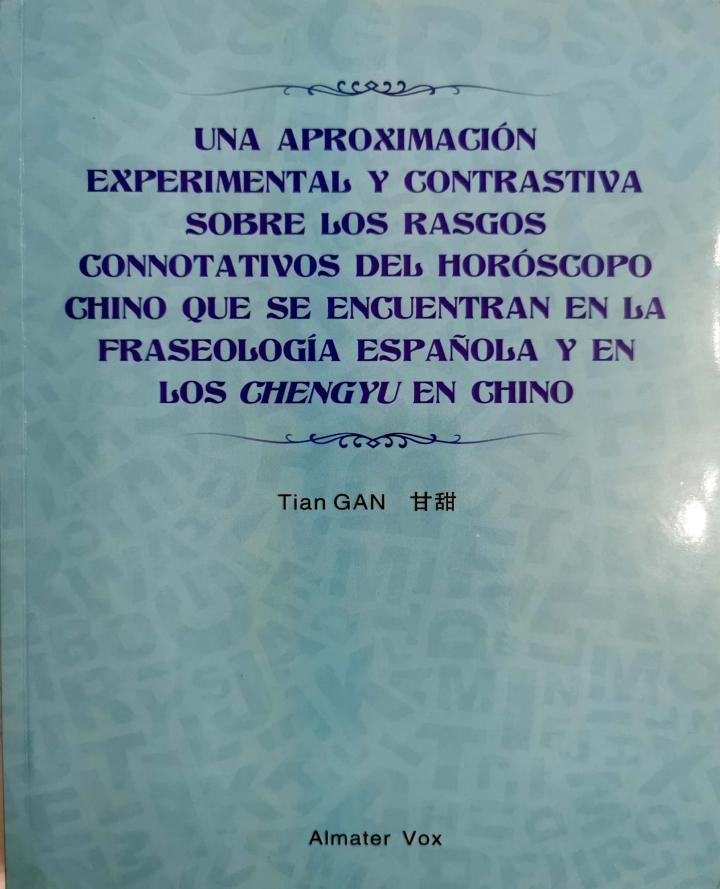 UNA APROXIMACIÓN
EXPERIMENTAL Y CONTRASTIVA
SOBRE LOS RASGOS
CONNOTATIVOS DEL HORÓSCOPO
CHINO QUE SE ENCUENTRAN EN LA
FRASEOLOGÍA ESPAÑOLA Y EN
LOS CHENGYU EN CHINO
Tian GAN 甘甜
Almater Vox